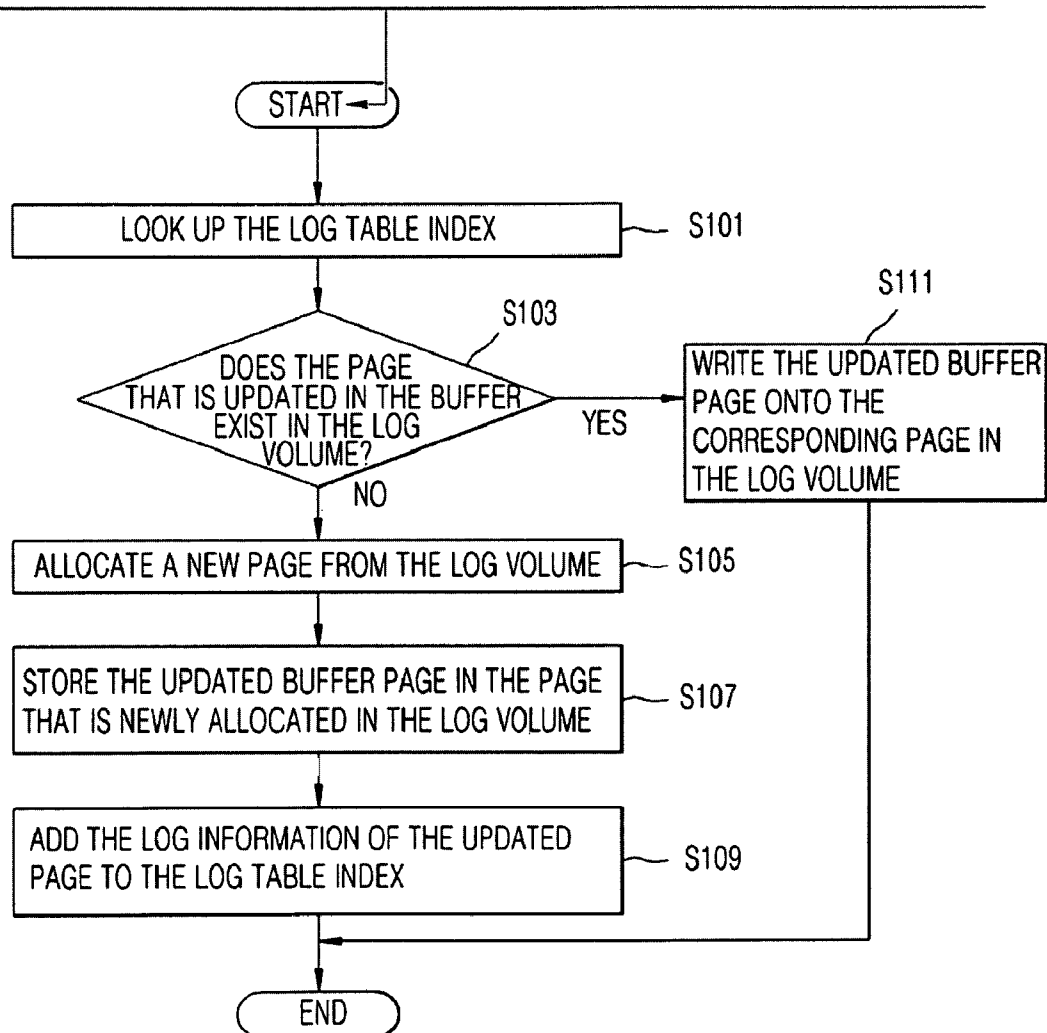 START
LOOK UP THE LOG TABLE INDEX
S101
S103
DOES THE PAGE
THAT IS UPDATED IN THE BUFFER
EXIST IN THE LOG
VOLUME?
YES
NO
S111
WRITE THE UPDATED BUFFER
PAGE ONTO THE
CORRESPONDING PAGE IN
THE LOG VOLUME
ALLOCATE A NEW PAGE FROM THE LOG VOLUME
S105
STORE THE UPDATED BUFFER PAGE IN THE PAGE
THAT IS NEWLY ALLOCATED IN THE LOG VOLUME
S107
ADD THE LOG INFORMATION OF THE UPDATED
PAGE TO THE LOG TABLE INDEX
S109
END